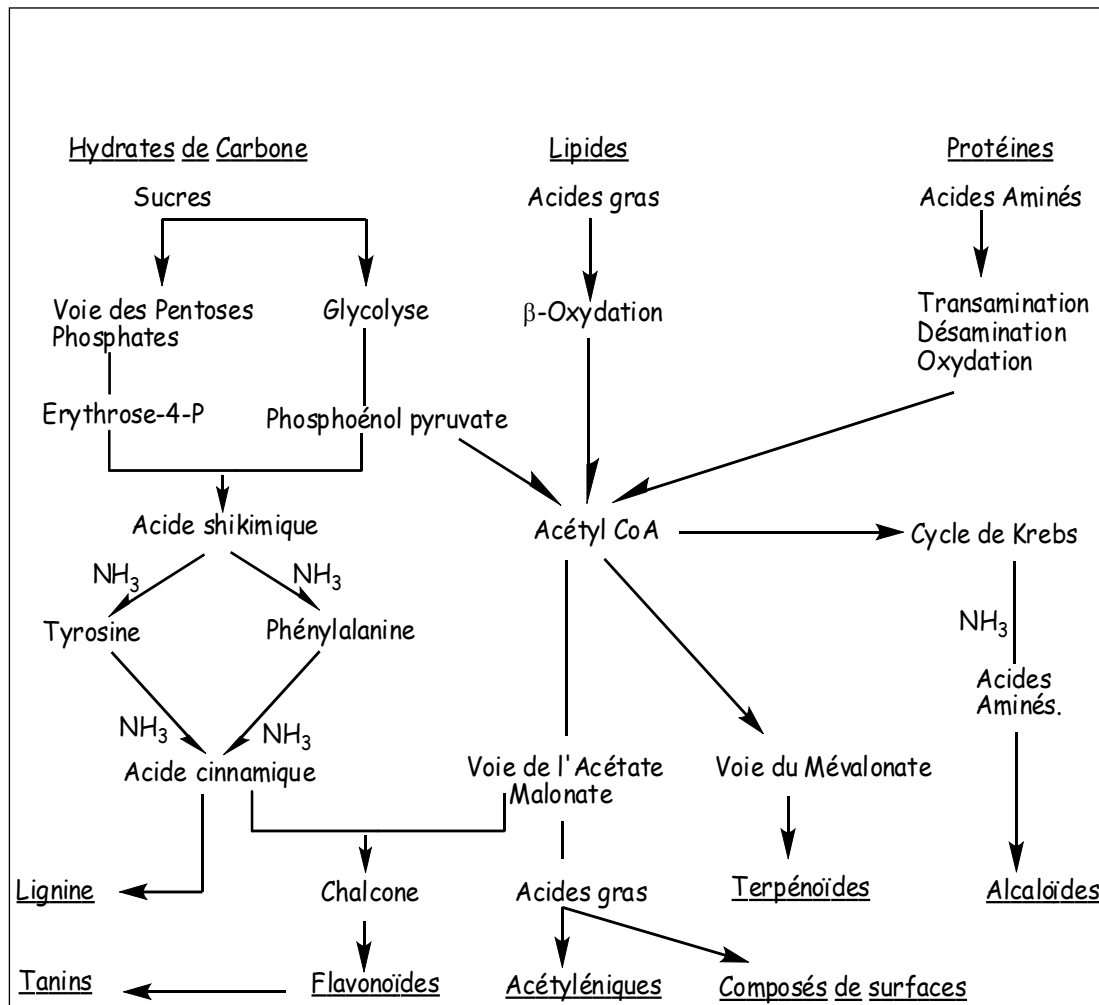 Hydrates de Carbone
Lipides
Protéines
Sucres
Acides gras
Acides Aminés
Voie des Pentoses
Phosphates
Glycolyse
β-Oxydation
Transamination
Désamination
Oxydation
Erythrose-4-P
Phosphoénol pyruvate
Acide shikimique
Acétyl CoA
Cycle de Krebs
NH3
NH3
Tyrosine
Phénylalanine
NH3
Acides
Aminés.
NH3
NH3
Acide cinnamique
Voie de l'Acétate
Malonate
Voie du Mévalonate
Lignine
Chalcone
Acides gras
Terpénoïdes
Alcaloïdes
Tanins
Flavonoïdes
Acétyléniques
Composés de surfaces